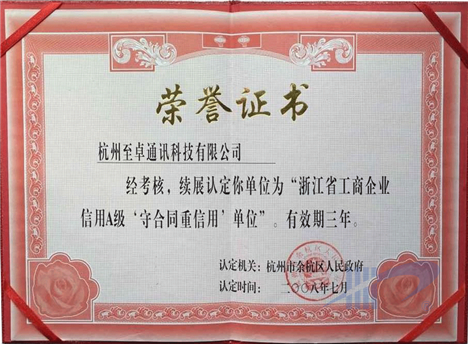 荣誉证书
杭州至卓通讯科技有限公司
经考核，续展认定你单位为“浙江省工商企业
信用A级‘守合同重信用’单位”。有效期三年。
认定机关：杭州市余杭区人民政府
认定时间：二〇〇八年七月